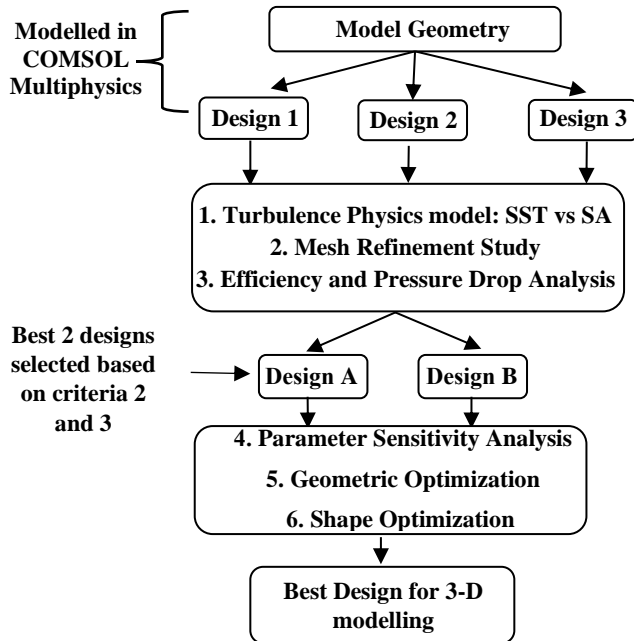 Modelled in
COMSOL
Multiphysics
Model Geometry
Design 1
Design 2
Design 3
1. Turbulence Physics model: SST vs SA
2. Mesh Refinement Study
3. Efficiency and Pressure Drop Analysis
Best 2 designs
selected based
on criteria 2
and 3
Design A
Design B
4. Parameter Sensitivity Analysis
5. Geometric Optimization
6. Shape Optimization
Best Design for 3-D
modelling